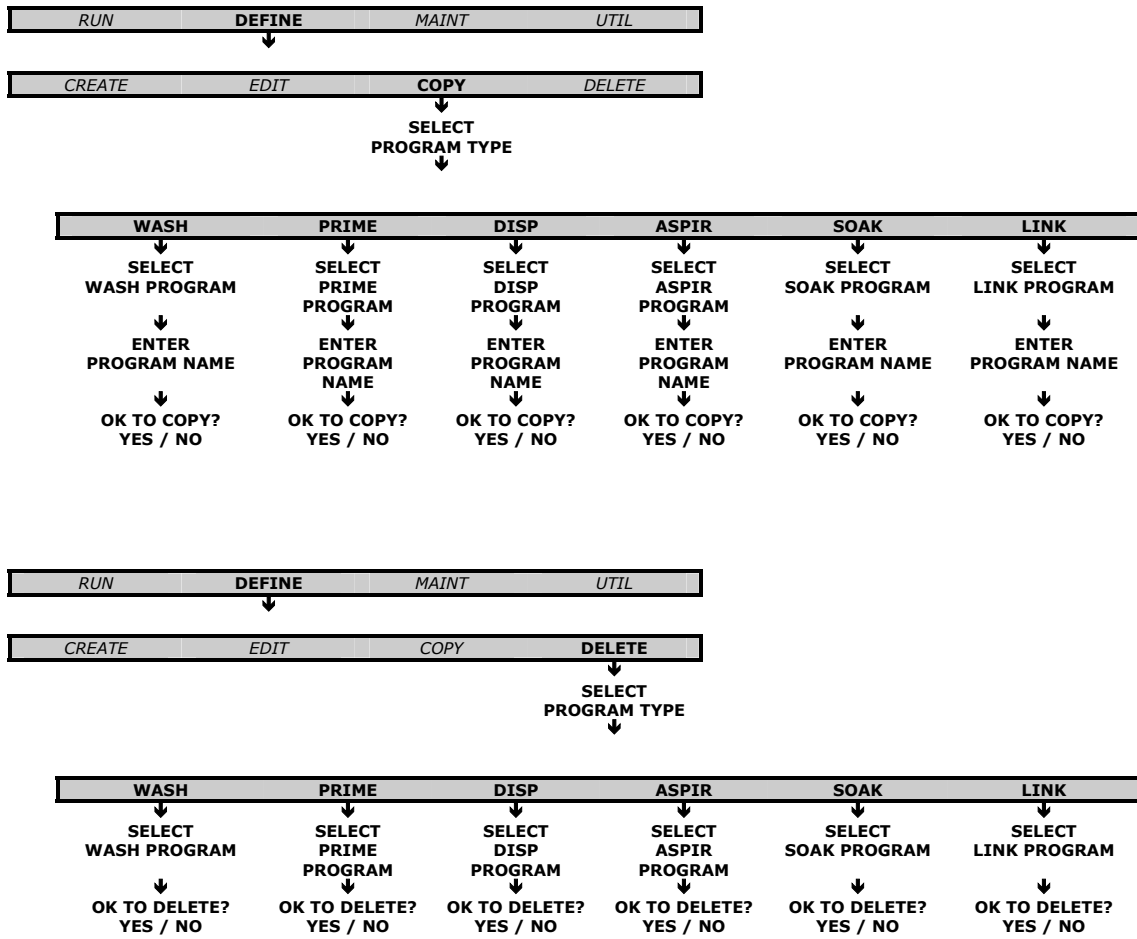 RUN DEFINE MAINT UTIL
CREATE EDIT COPY DELETE
SELECT
PROGRAM TYPE
WASH PRIME DISP ASPIR SOAK LINK
SELECT SELECT SELECT SELECT SELECT SELECT
WASH PROGRAM PRIME DISP ASPIR SOAK PROGRAM LINK PROGRAM
PROGRAM PROGRAM PROGRAM
ENTER ENTER ENTER ENTER ENTER ENTER
PROGRAM NAME PROGRAM PROGRAM PROGRAM PROGRAM NAME PROGRAM NAME
NAME NAME NAME
OK TO COPY? OK TO COPY? OK TO COPY? OK TO COPY? OK TO COPY? OK TO COPY?
YES / NO YES / NO YES / NO YES / NO YES / NO YES / NO
RUN DEFINE MAINT UTIL
CREATE EDIT COPY DELETE
SELECT
PROGRAM TYPE
WASH PRIME DISP ASPIR SOAK LINK
SELECT SELECT SELECT SELECT SELECT SELECT
WASH PROGRAM PRIME DISP ASPIR SOAK PROGRAM LINK PROGRAM
PROGRAM PROGRAM PROGRAM
OK TO DELETE? OK TO DELETE? OK TO DELETE? OK TO DELETE? OK TO DELETE? OK TO DELETE?
YES / NO YES / NO YES / NO YES / NO YES / NO YES / NO